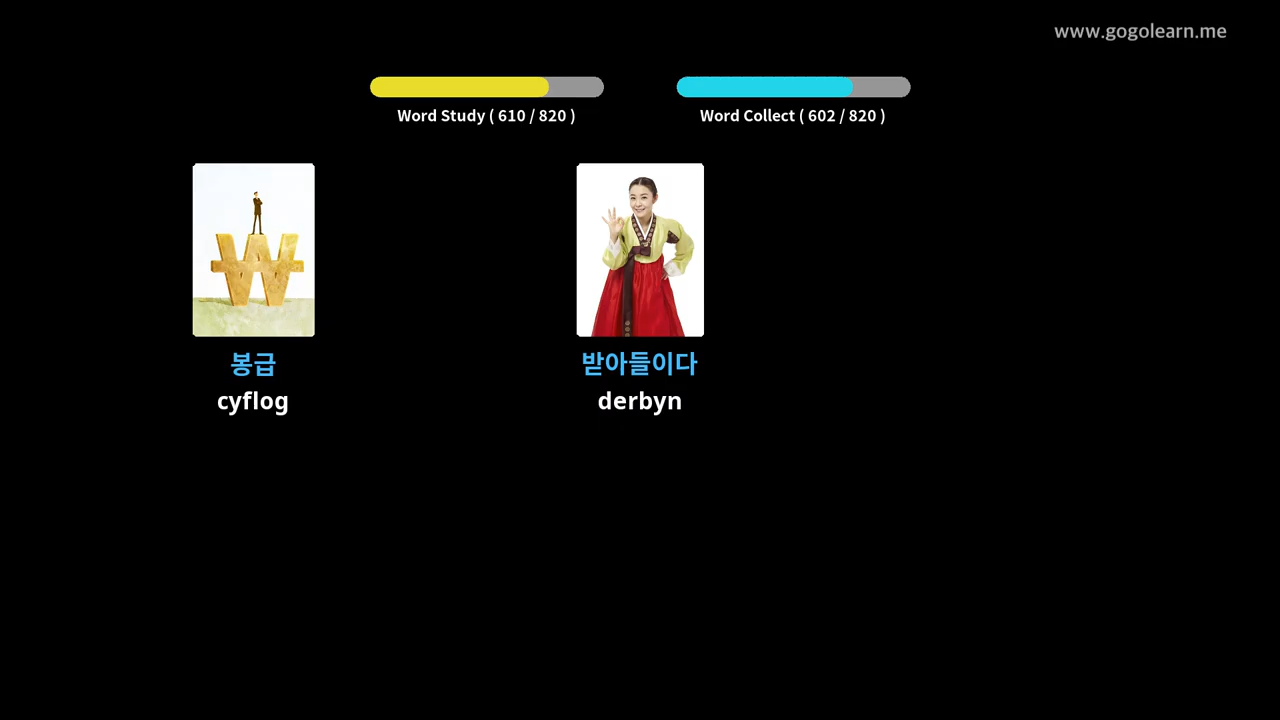 www.gogolearn.me
Word Study ( 610 / 820 )
Word Collect ( 602 / 820 )
봉급
cyflog
받아들이다
derbyn